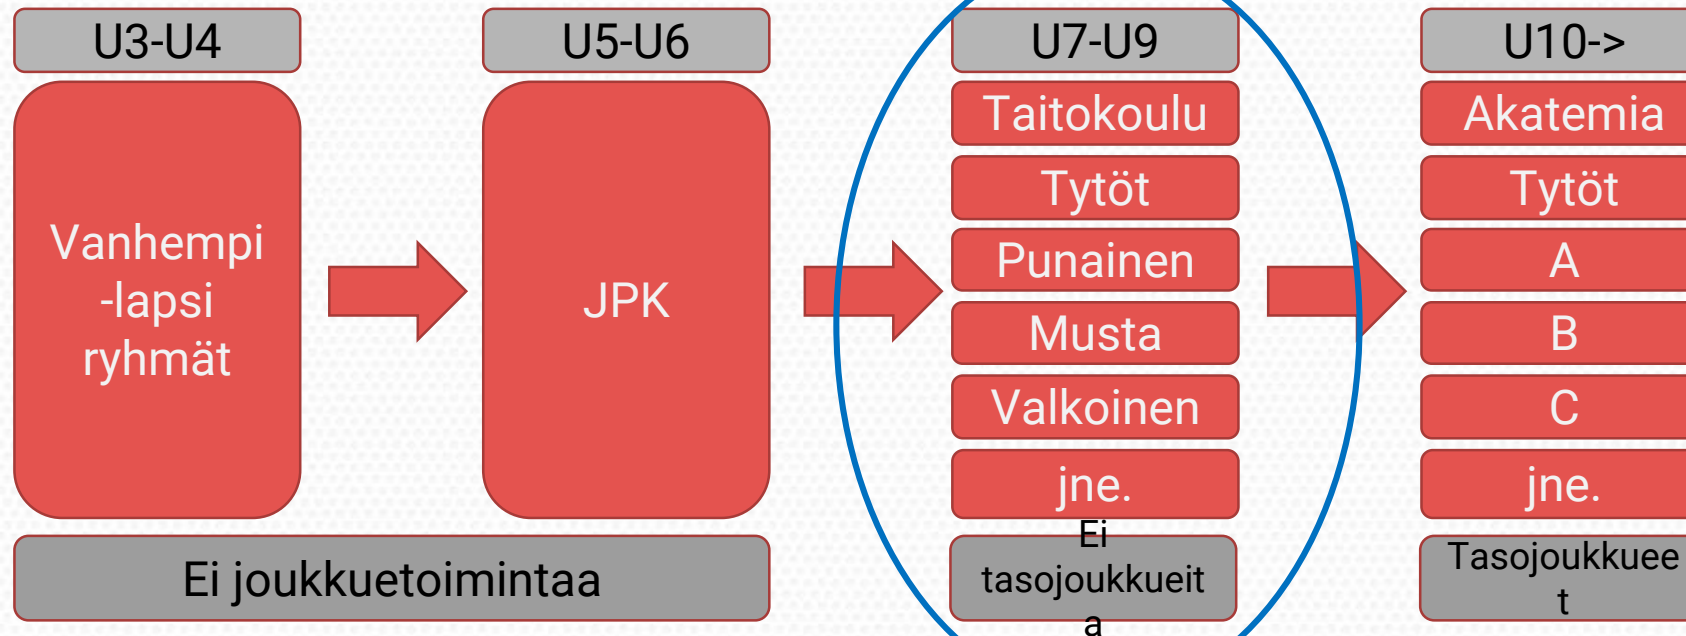 U3-U4
Vanhempi
-lapsi
ryhmät
U5-U6
JPK
Ei joukkuetoimintaa
U7-U9
Taitokoulu
Tytöt
Punainen
Musta
Valkoinen
jne.
Ei
tasojoukkueit
a
U10->
Akatemia
Tytöt
A
B
C
jne.
Tasojoukkuee
t